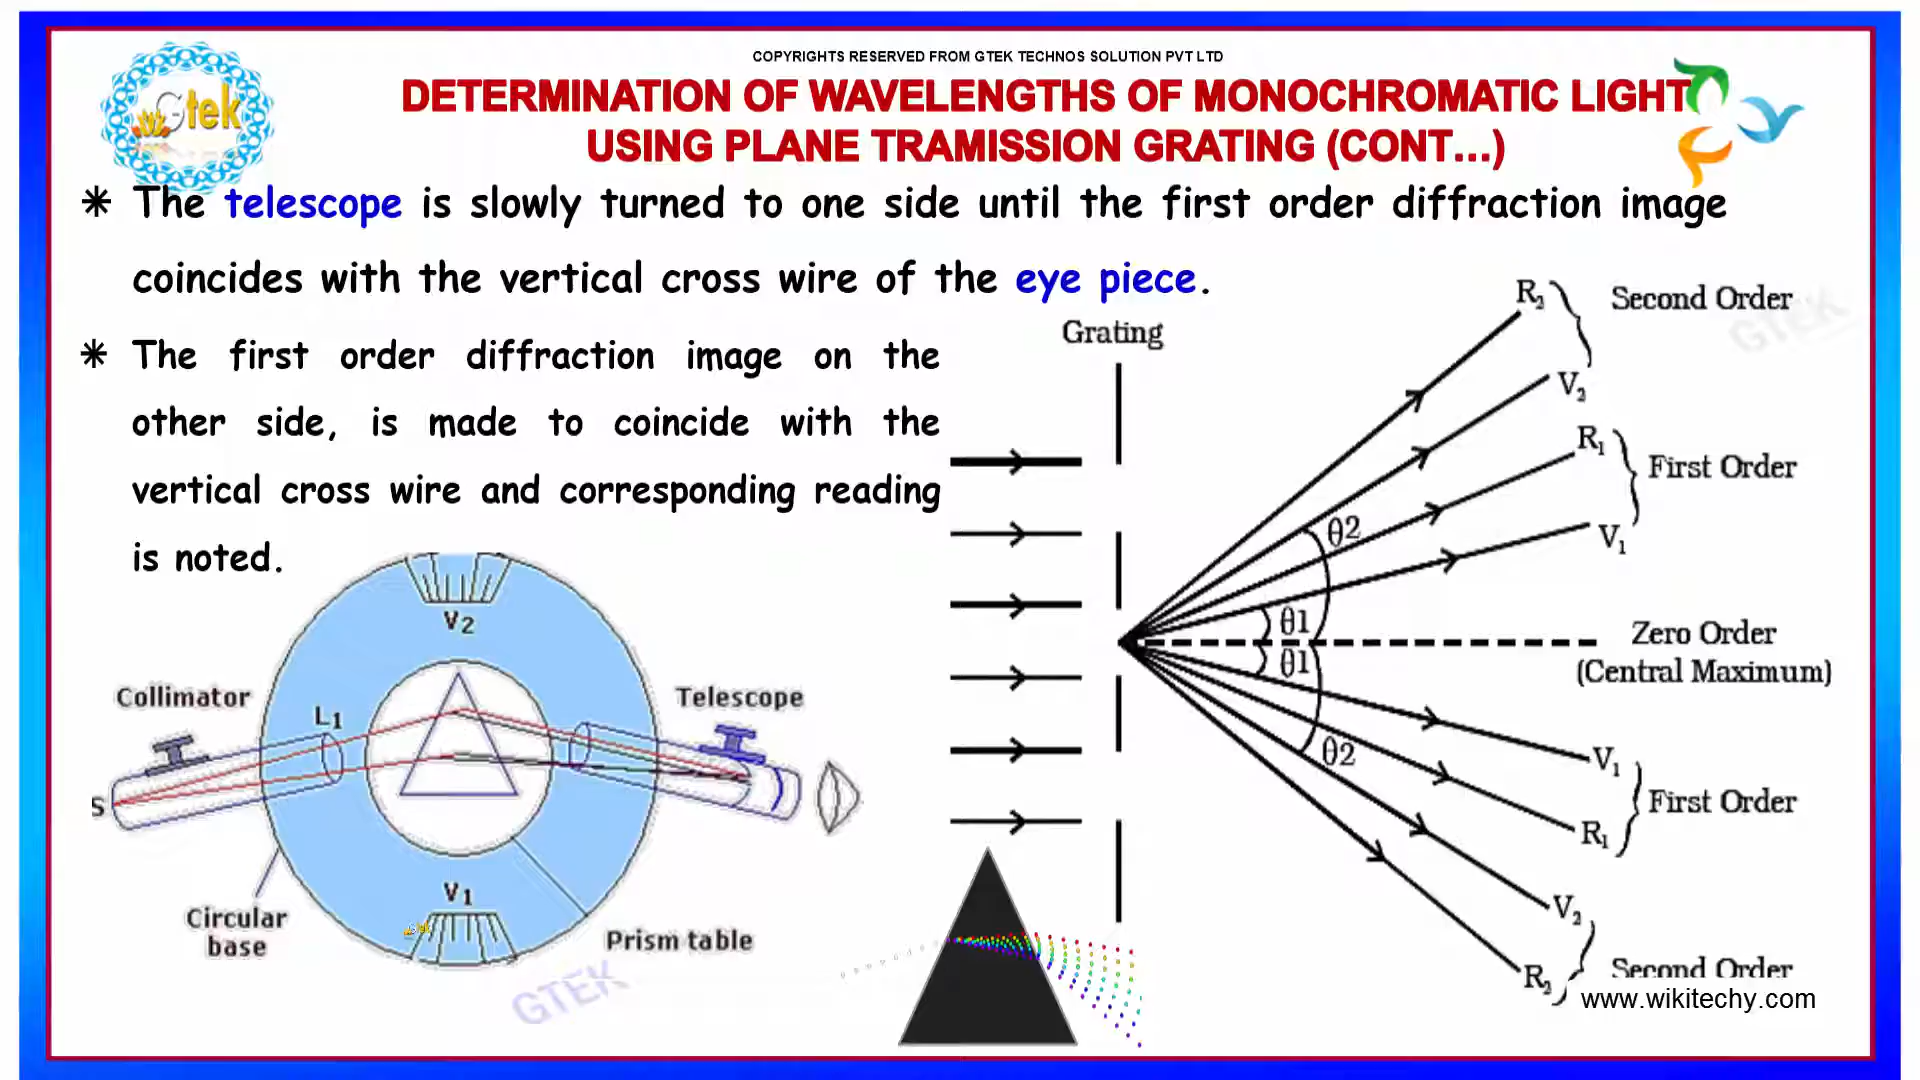 COPYRIGHTS RESERVED FROM GTEK TECHNOS SOLUTION PVT LTD
Gtek
DETERMINATION OF WAVELENGTHS OF MONOCHROMATIC LIGHT
USING PLANE TRAMISSION GRATING (CONT...)
✳ The telescope is slowly turned to one side until the first order diffraction image
coincides with the vertical cross wire of the eye piece.
✳ The first order diffraction image on the
other side, is made to coincide with the
vertical cross wire and corresponding reading
is noted.
V2
Collimator
L1
Telescope
S
V1
Circular
base
Prism table
GTEK
Grating
R₂
Second Order
GTEK
V₂
R₁
First Order
V₁
θ2
θ1
Zero Order
θ1
(Central Maximum)
θ2
V₁
First Order
R₁
V₂
R₂
Second Order
www.wikitechy.com